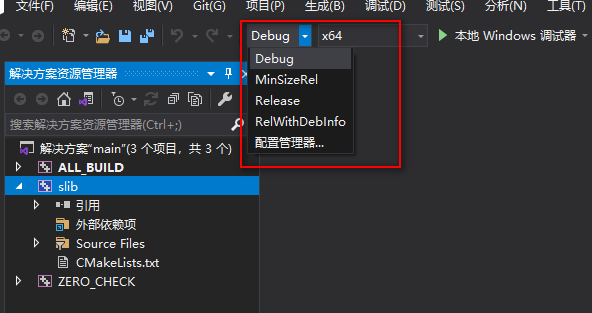 文件(F) 编辑(E) 视图(V) Git(G) 项目(P) 生成(B) 调试(D) 测试(S) 分析(N) 工具(T)
Debug x64 本地 Windows 调试器
解决方案资源管理器
Debug
MinSizeRel
Release
RelWithDebInfo
配置管理器...
搜索解决方案资源管理器(Ctrl+;)
解决方案"main"(3 个项目，共 3 个)
ALL_BUILD
slib
引用
外部依赖项
Source Files
CMakeLists.txt
ZERO_CHECK